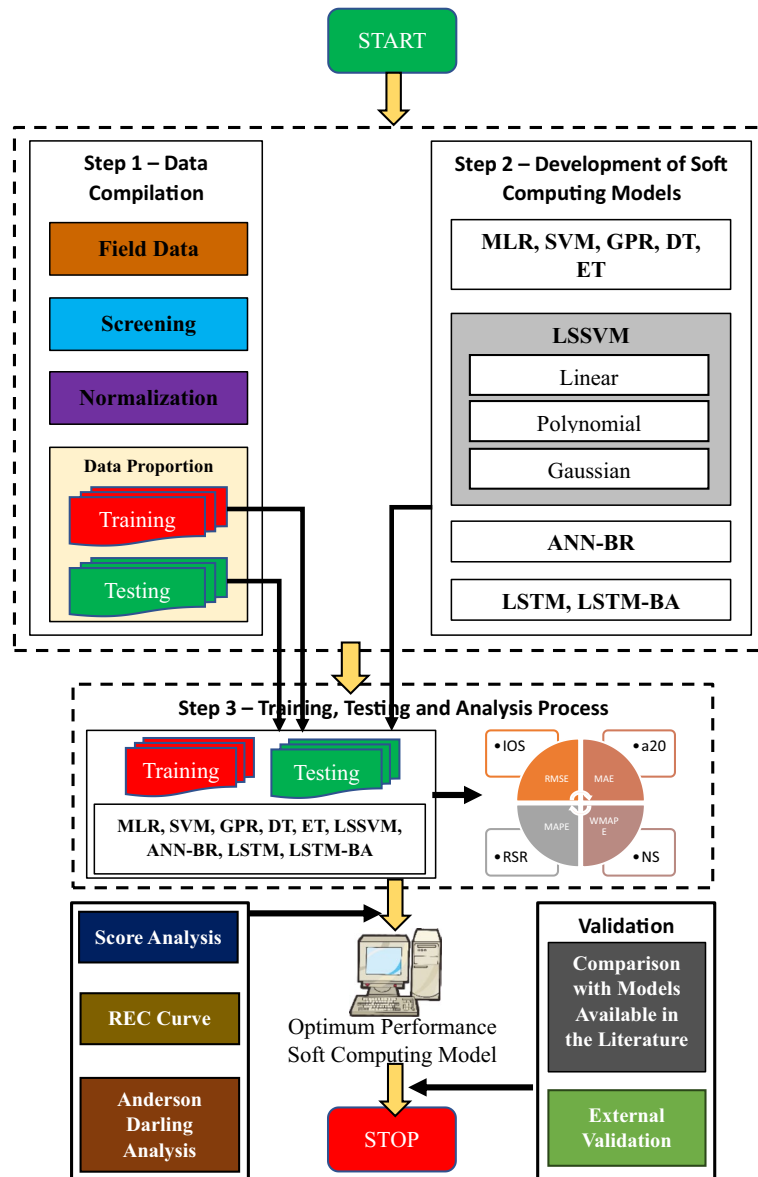 START
Step 1 – Data
Compilation
Field Data
Screening
Normalization
Data Proportion
Training
Testing
Step 2 – Development of Soft
Computing Models
MLR, SVM, GPR, DT,
ET
LSSVM
Linear
Polynomial
Gaussian
ANN-BR
LSTM, LSTM-BA
Step 3 – Training, Testing and Analysis Process
Training
Testing
MLR, SVM, GPR, DT, ET, LSSVM,
ANN-BR, LSTM, LSTM-BA
•IOS
•a20
RMSE
MAE
MAPE
WMAP
E
•RSR
•NS
Score Analysis
REC Curve
Anderson
Darling
Analysis
Optimum Performance
Soft Computing Model
STOP
Validation
Comparison
with Models
Available in
the Literature
External
Validation